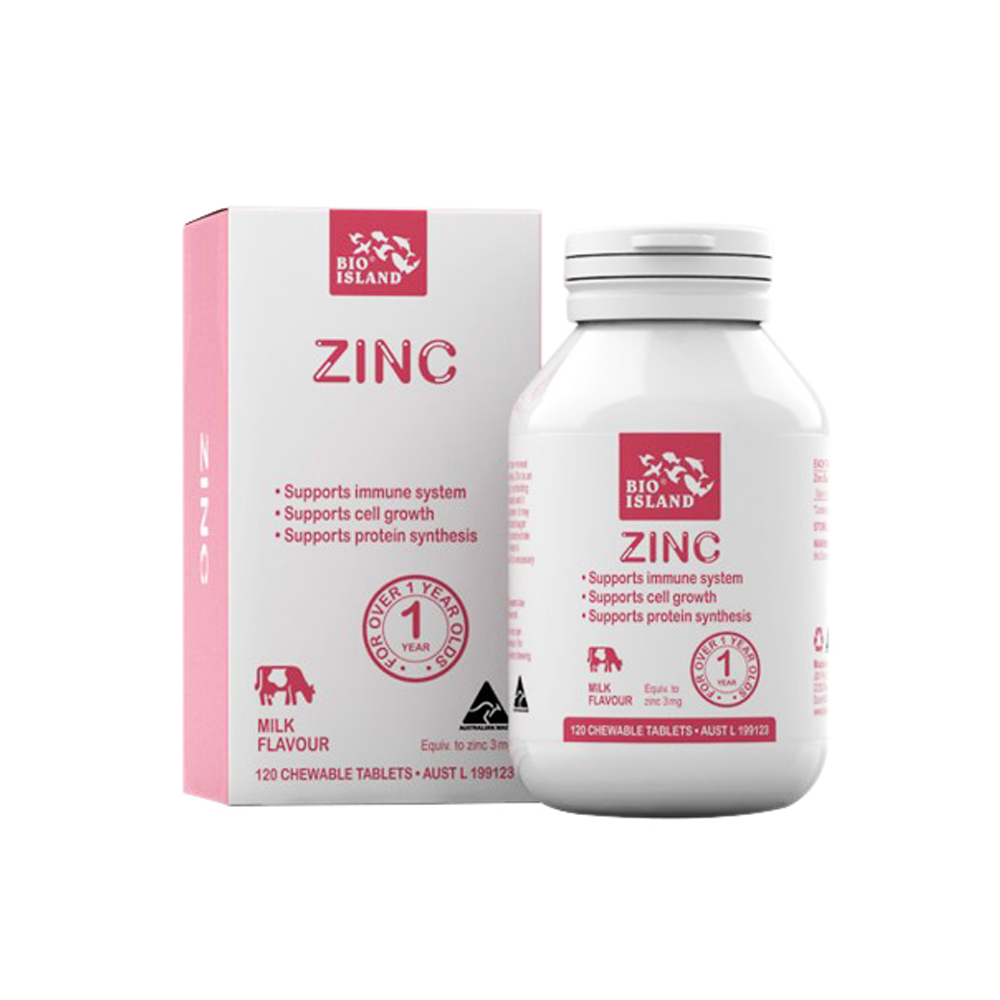 BIO
ISLAND®
ZINC
• Supports immune system
• Supports cell growth
• Supports protein synthesis
FOR OVER 1 YEAR OLDS
1
YEAR
MILK
FLAVOUR
AUSTRALIAN MADE
Equiv. to zinc 3mg
120 CHEWABLE TABLETS • AUST L 199123
ZINC
BIO
ISLAND®
ZINC
• Supports immune system
• Supports cell growth
• Supports protein synthesis
FOR OVER 1 YEAR OLDS
1
YEAR
MILK
FLAVOUR
Equiv. to
zinc 3mg
120 CHEWABLE TABLETS • AUST L 199123